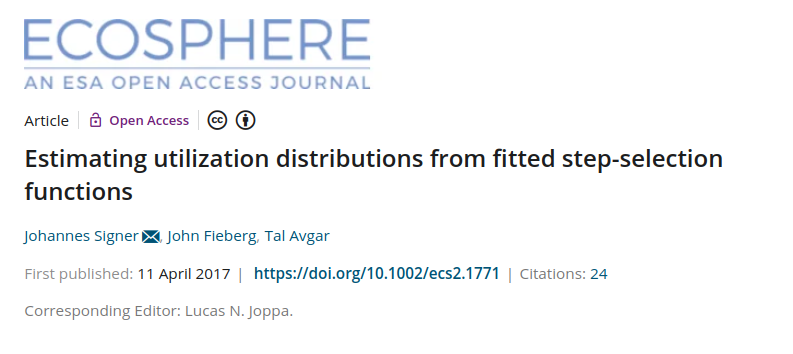 ECOSPHERE
AN ESA OPEN ACCESS JOURNAL
Article | Open Access | cc
Estimating utilization distributions from fitted step-selection
functions
Johannes Signer, John Fieberg, Tal Avgar
First published: 11 April 2017 | https://doi.org/10.1002/ecs2.1771 | Citations: 24
Corresponding Editor: Lucas N. Joppa.